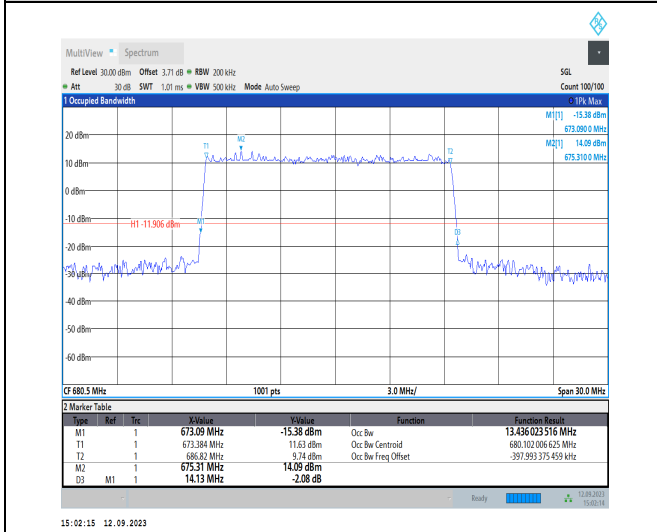 MultiView Spectrum
Ref Level 30.00 dBm Offset 3.71 dB RBW 200 kHz SGL
Att 30 dB SWT 1.01 ms VBW 500 kHz Mode Auto Sweep Count 100/100
1 Occupied Bandwidth 1Pk Max
M1[1] -15.38 dBm
673.0900 MHz
M2[1] 14.09 dBm
675.3100 MHz
20 dBm
T1 M2 T2
10 dBm
0 dBm
-10 dBm
H1 -11.906 dBm M1
D3
-20 dBm
-30 dBm
-40 dBm
-50 dBm
-60 dBm
CF 680.5 MHz 1001 pts 3.0 MHz/ Span 30.0 MHz
2 Marker Table
Type Ref Trc X-Value Y-Value Function Function Result
M1 1 673.09 MHz -15.38 dBm Occ Bw 13.436 023 516 MHz
T1 1 673.384 MHz 11.63 dBm Occ Bw Centroid 680.102 006 625 MHz
T2 1 686.82 MHz 9.74 dBm Occ Bw Freq Offset -397.993 375 459 kHz
M2 1 675.31 MHz 14.09 dBm
D3 M1 1 14.13 MHz -2.08 dB
Ready 12.09.2023
15:02:14
15:02:15 12.09.2023